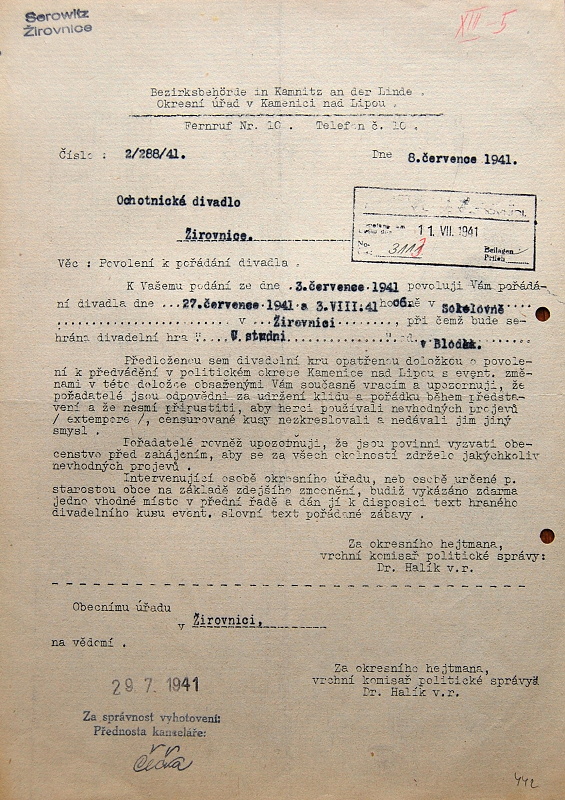 Serowitz
Žirovnice
XII - 5
Bezirksbehörde in Kamnitz an der Linde .
Okresní úřad v Kamenici nad Lipou .
Fernruf Nr. 10 . Telefon č. 10 .
Číslo : 2/288/41. Dne 8.července 1941.
Ochotnické divadlo
Žirovnice.
11. VII. 1941
No.
3113
Beilagen
Příloh
Věc : Povolení k pořádání divadla .
K Vašemu podání ze dne .3.července.1941 povoluji Vám pořádá-
ní divadla dne ...27.července 1941 a 3.VIII.41 v Sokolovně
v ...Žirovnici......, při čemž bude se-
hrána divadelní hra "...V studni od.. v Blodek.
Předloženou sem divadelní hru opatřenou doložkou o povole-
ní k předvádění v politickém okrese Kamenice nad Lipou s event. změ-
nami v této doložce obsaženými Vám současně vracím a upozornuji, že
pořadatelé jsou odpovědni za udržení klidu a pořádku během předsta-
vení a že nesmí připustiti, aby herci používali nevhodných projevů
/ extempore /, censurované kusy nezkreslovali a nedávali jim jiný
smysl .
Pořadatelé rovněž upozornuji, že jsou povinni vyzvati obe-
censtvo před zahájením, aby se za všech okolností zdrželo jakýchkoliv
nevhodných projevů .
Intervenující osobě okresního úřadu, neb osobě určené p.
starostou obce na základě zdejšího zmocnění, budiž vykázáno zdarma
jedno vhodné místo v přední řadě a dán jí k disposici text hraného
divadelního kusu event. slovní text pořádané zábavy .
Za okresního hejtmana,
vrchní komisař politické správy:
Dr. Halík v.r.
Obecnímu úřadu
v Žirovnici,
na vědomí .
Za okresního hejtmana,
vrchní komisař politické správy:
Dr. Halík v.r.
29. 7. 1941
Za správnost vyhotovení:
Přednosta kanceláře:
442